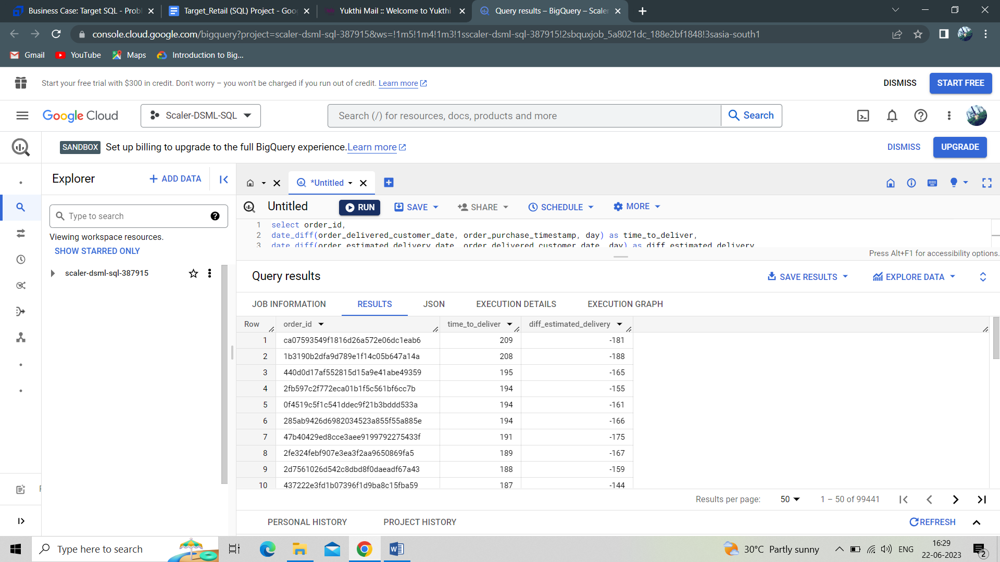 Business Case: Target SQL - Probl
Target_Retail (SQL) Project - Goo
Yukthi Mail :: Welcome to Yukthi
Query results – BigQuery – Scaler
console.cloud.google.com/bigquery?project=scaler-dsml-sql-387915&ws=!1m5!1m4!1m3!1sscaler-dsml-sql-387915!2sbquxjob_5a8021dc_188e2bf1848!3sasia-south1
Gmail YouTube Maps Introduction to Big...
Start your free trial with $300 in credit. Don't worry – you won't be charged if you run out of credit. Learn more
DISMISS START FREE
Google Cloud Scaler-DSML-SQL Search (/) for resources, docs, products and more Search
SANDBOX Set up billing to upgrade to the full BigQuery experience. Learn more DISMISS UPGRADE
Explorer + ADD DATA
*Untitled
Untitled RUN SAVE SHARE SCHEDULE MORE
Type to search
Viewing workspace resources.
SHOW STARRED ONLY
scaler-dsml-sql-387915
1 select order_id,
2 date_diff(order_delivered_customer_date, order_purchase_timestamp, day) as time_to_deliver,
3 date_diff(order_estimated_delivery_date, order_delivered_customer_date, day) as diff_estimated_delivery
Press Alt+F1 for accessibility options.
Query results SAVE RESULTS EXPLORE DATA
JOB INFORMATION RESULTS JSON EXECUTION DETAILS EXECUTION GRAPH
Row order_id time_to_deliver diff_estimated_delivery
1 ca07593549f1816d26a572e06dc1eab6 209 -181
2 1b3190b2dfa9d789e1f14c05b647a14a 208 -188
3 440d0d17af552815d15a9e41abe49359 195 -165
4 2fb597c2f772eca01b1f5c561bf6cc7b 194 -155
5 0f4519c5f1c541ddec9f21b3bddd533a 194 -161
6 285ab9426d6982034523a855f55a885e 194 -166
7 47b40429ed8cce3aee9199792275433f 191 -175
8 2fe324febf907e3ea3f2aa9650869fa5 189 -167
9 2d7561026d542c8dbd8f0daeadf67a43 188 -159
10 437222e3fd1b07396f1d9ba8c15fba59 187 -144
Results per page: 50 1 – 50 of 99441
PERSONAL HISTORY PROJECT HISTORY REFRESH
Type here to search
30°C Partly sunny ENG
16:29
22-06-2023
2